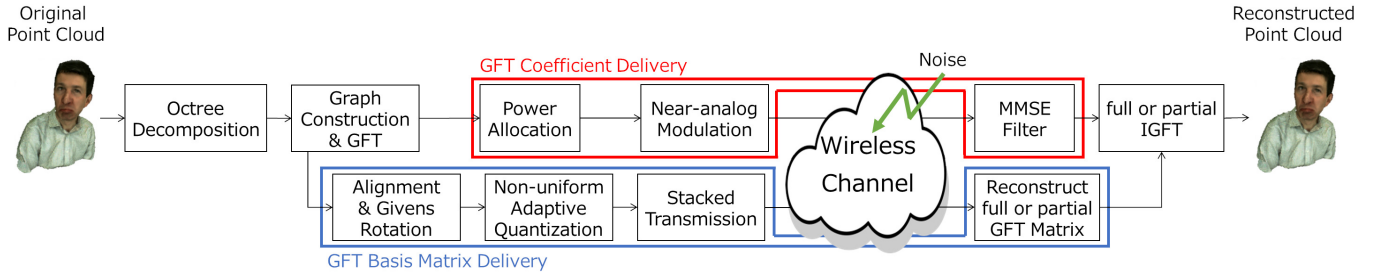 Original
Point Cloud
Octree
Decomposition
Graph
Construction
& GFT
GFT Coefficient Delivery
Power
Allocation
Near-analog
Modulation
Noise
Wireless
Channel
MMSE
Filter
full or partial
IGFT
Reconstructed
Point Cloud
Alignment
& Givens
Rotation
Non-uniform
Adaptive
Quantization
Stacked
Transmission
Reconstruct
full or partial
GFT Matrix
GFT Basis Matrix Delivery